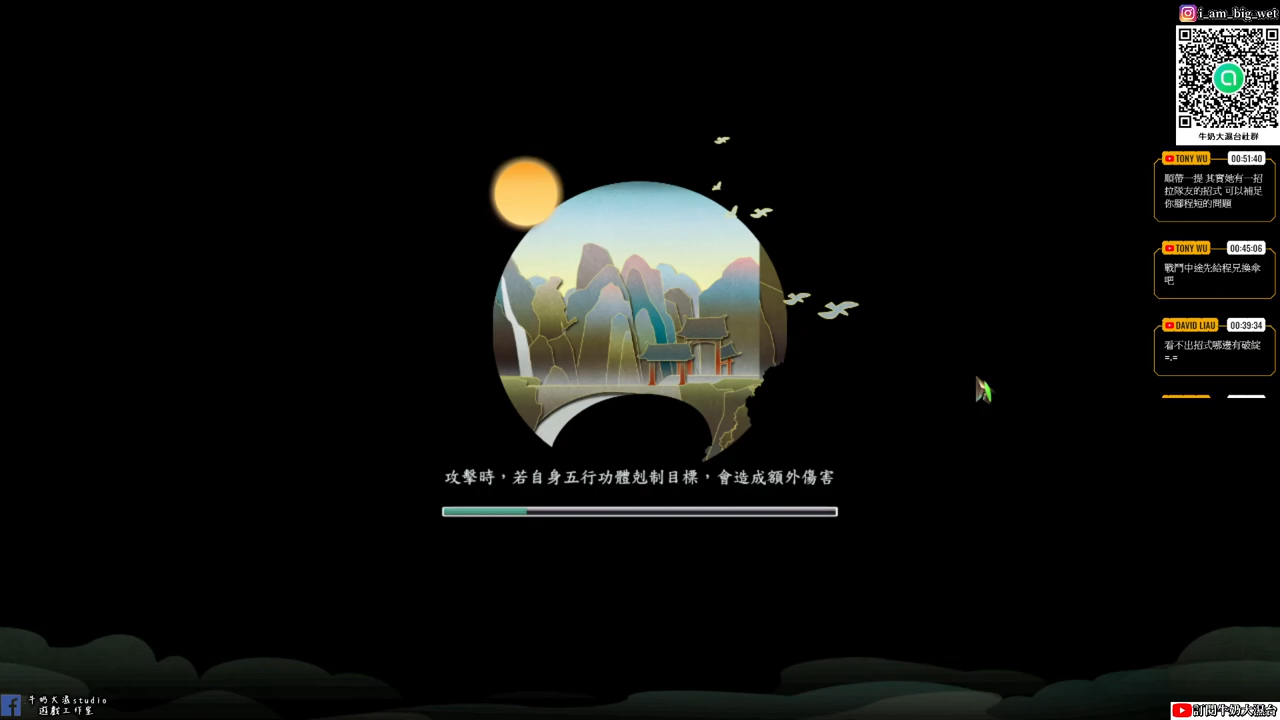 i_am_big_wet
牛奶大濕台社群
TONY WU 00:51:40
順帶一提 其實她有一招
拉隊友的招式 可以補足
你腳程短的問題
TONY WU 00:45:06
戰鬥中途先給程兄換傘
吧
DAVID LIAU 00:39:34
看不出招式哪邊有破綻
=.=
攻擊時，若自身五行功體剋制目標，會造成額外傷害
牛奶大濕studio
遊戲工作室
訂閱牛奶大濕台